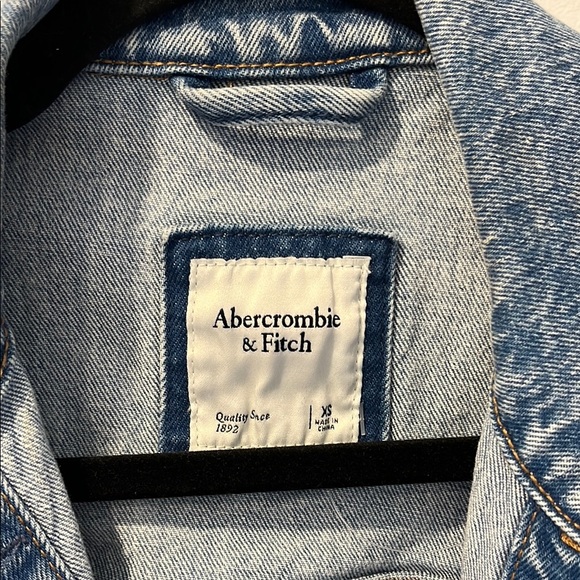 Abercrombie
& Fitch
Quality Since
1892
XS
MADE IN
CHINA